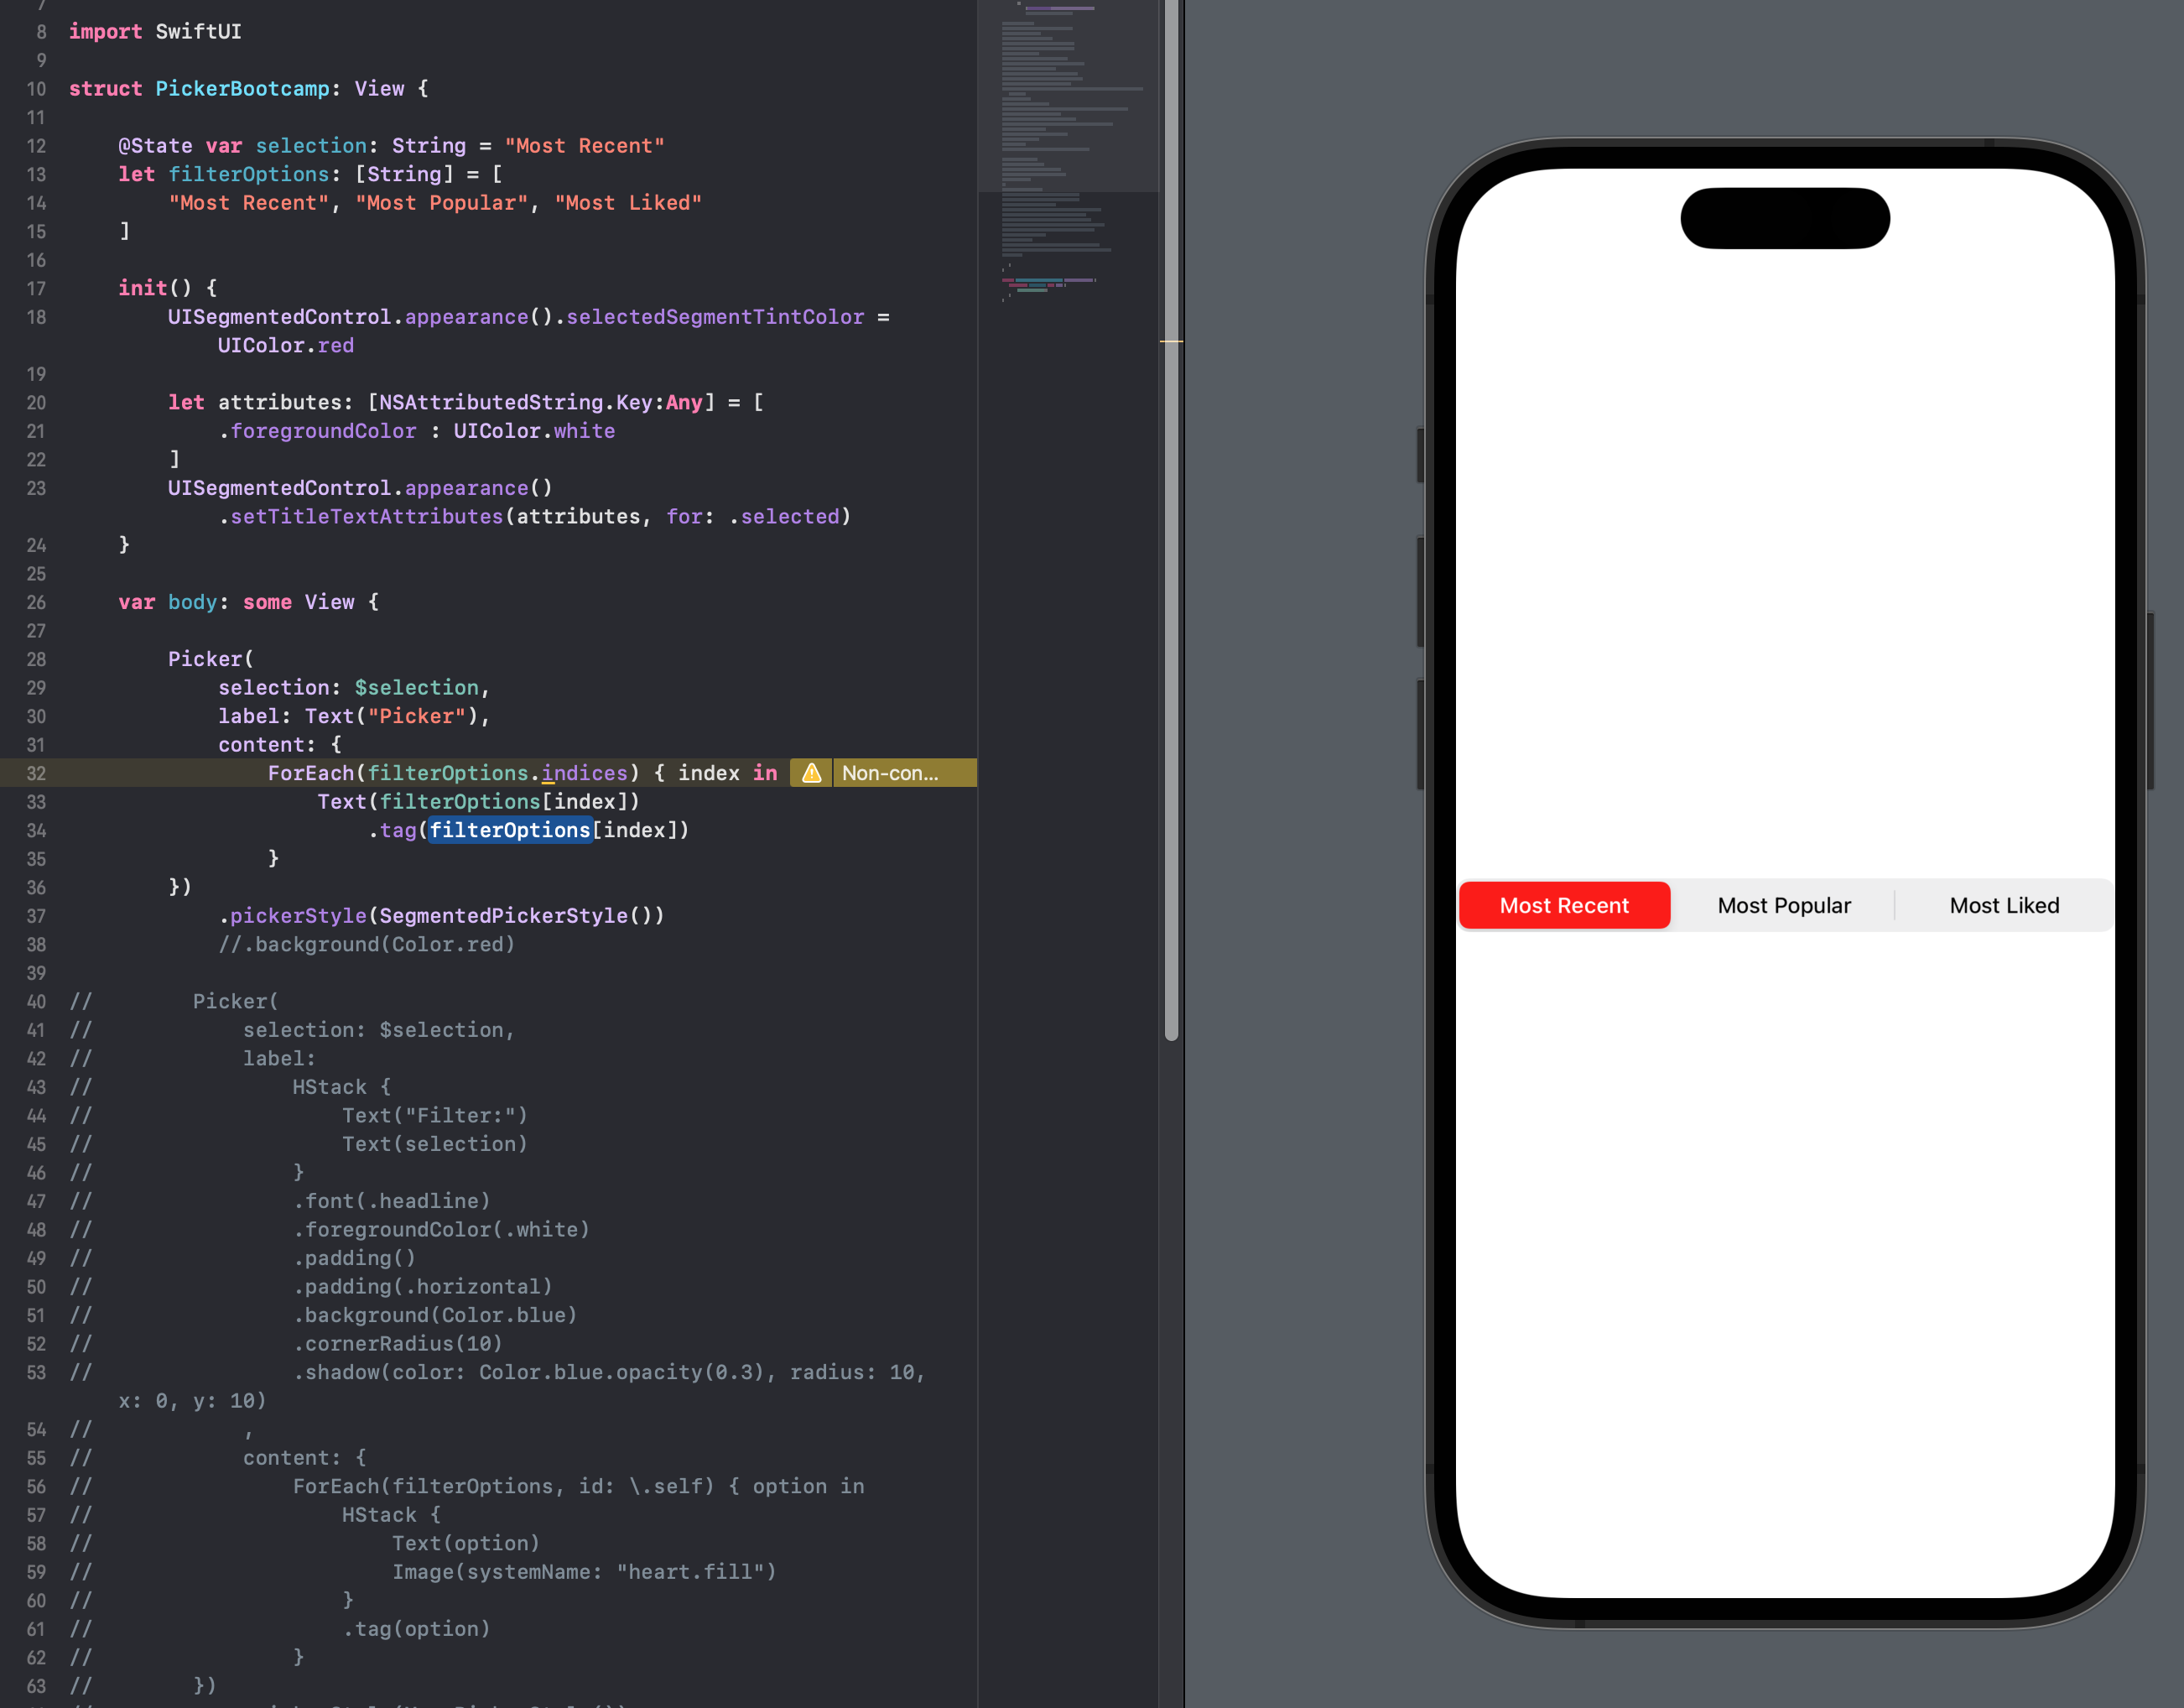 7
8 import SwiftUI
9
10 struct PickerBootcamp: View {
11
12     @State var selection: String = "Most Recent"
13     let filterOptions: [String] = [
14         "Most Recent", "Most Popular", "Most Liked"
15     ]
16
17     init() {
18         UISegmentedControl.appearance().selectedSegmentTintColor =
             UIColor.red
19
20         let attributes: [NSAttributedString.Key:Any] = [
21             .foregroundColor : UIColor.white
22         ]
23         UISegmentedControl.appearance()
             .setTitleTextAttributes(attributes, for: .selected)
24     }
25
26     var body: some View {
27
28         Picker(
29             selection: $selection,
30             label: Text("Picker"),
31             content: {
32                 ForEach(filterOptions.indices) { index in Non-con...
33                     Text(filterOptions[index])
34                         .tag(filterOptions[index])
35                 }
36         })
37             .pickerStyle(SegmentedPickerStyle())
38             //.background(Color.red)
39
40 //        Picker(
41 //            selection: $selection,
42 //            label:
43 //                HStack {
44 //                    Text("Filter:")
45 //                    Text(selection)
46 //                }
47 //                .font(.headline)
48 //                .foregroundColor(.white)
49 //                .padding()
50 //                .padding(.horizontal)
51 //                .background(Color.blue)
52 //                .cornerRadius(10)
53 //                .shadow(color: Color.blue.opacity(0.3), radius: 10,
     x: 0, y: 10)
54 //            ,
55 //            content: {
56 //                ForEach(filterOptions, id: \.self) { option in
57 //                    HStack {
58 //                        Text(option)
59 //                        Image(systemName: "heart.fill")
60 //                    }
61 //                    .tag(option)
62 //                }
63 //        })
Most Recent Most Popular Most Liked